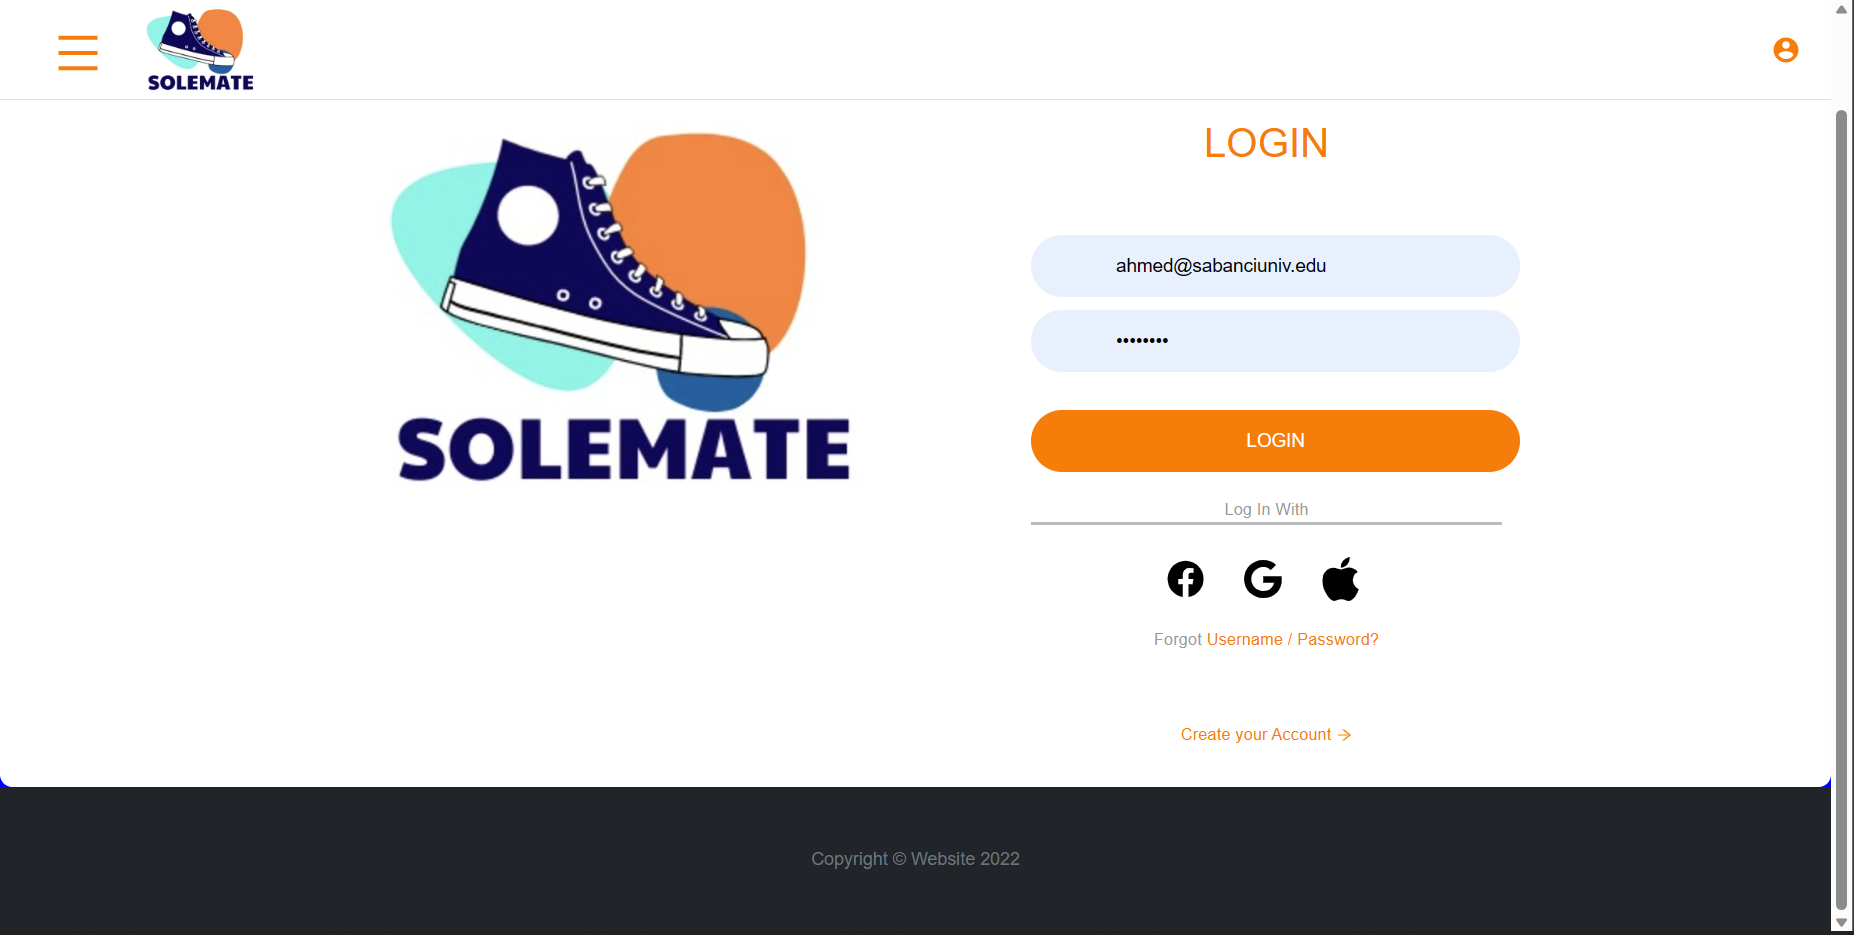 SOLEMATE
SOLEMATE
LOGIN
ahmed@sabanciuniv.edu
••••••••
LOGIN
Log In With
Forgot Username / Password?
Create your Account →
Copyright © Website 2022